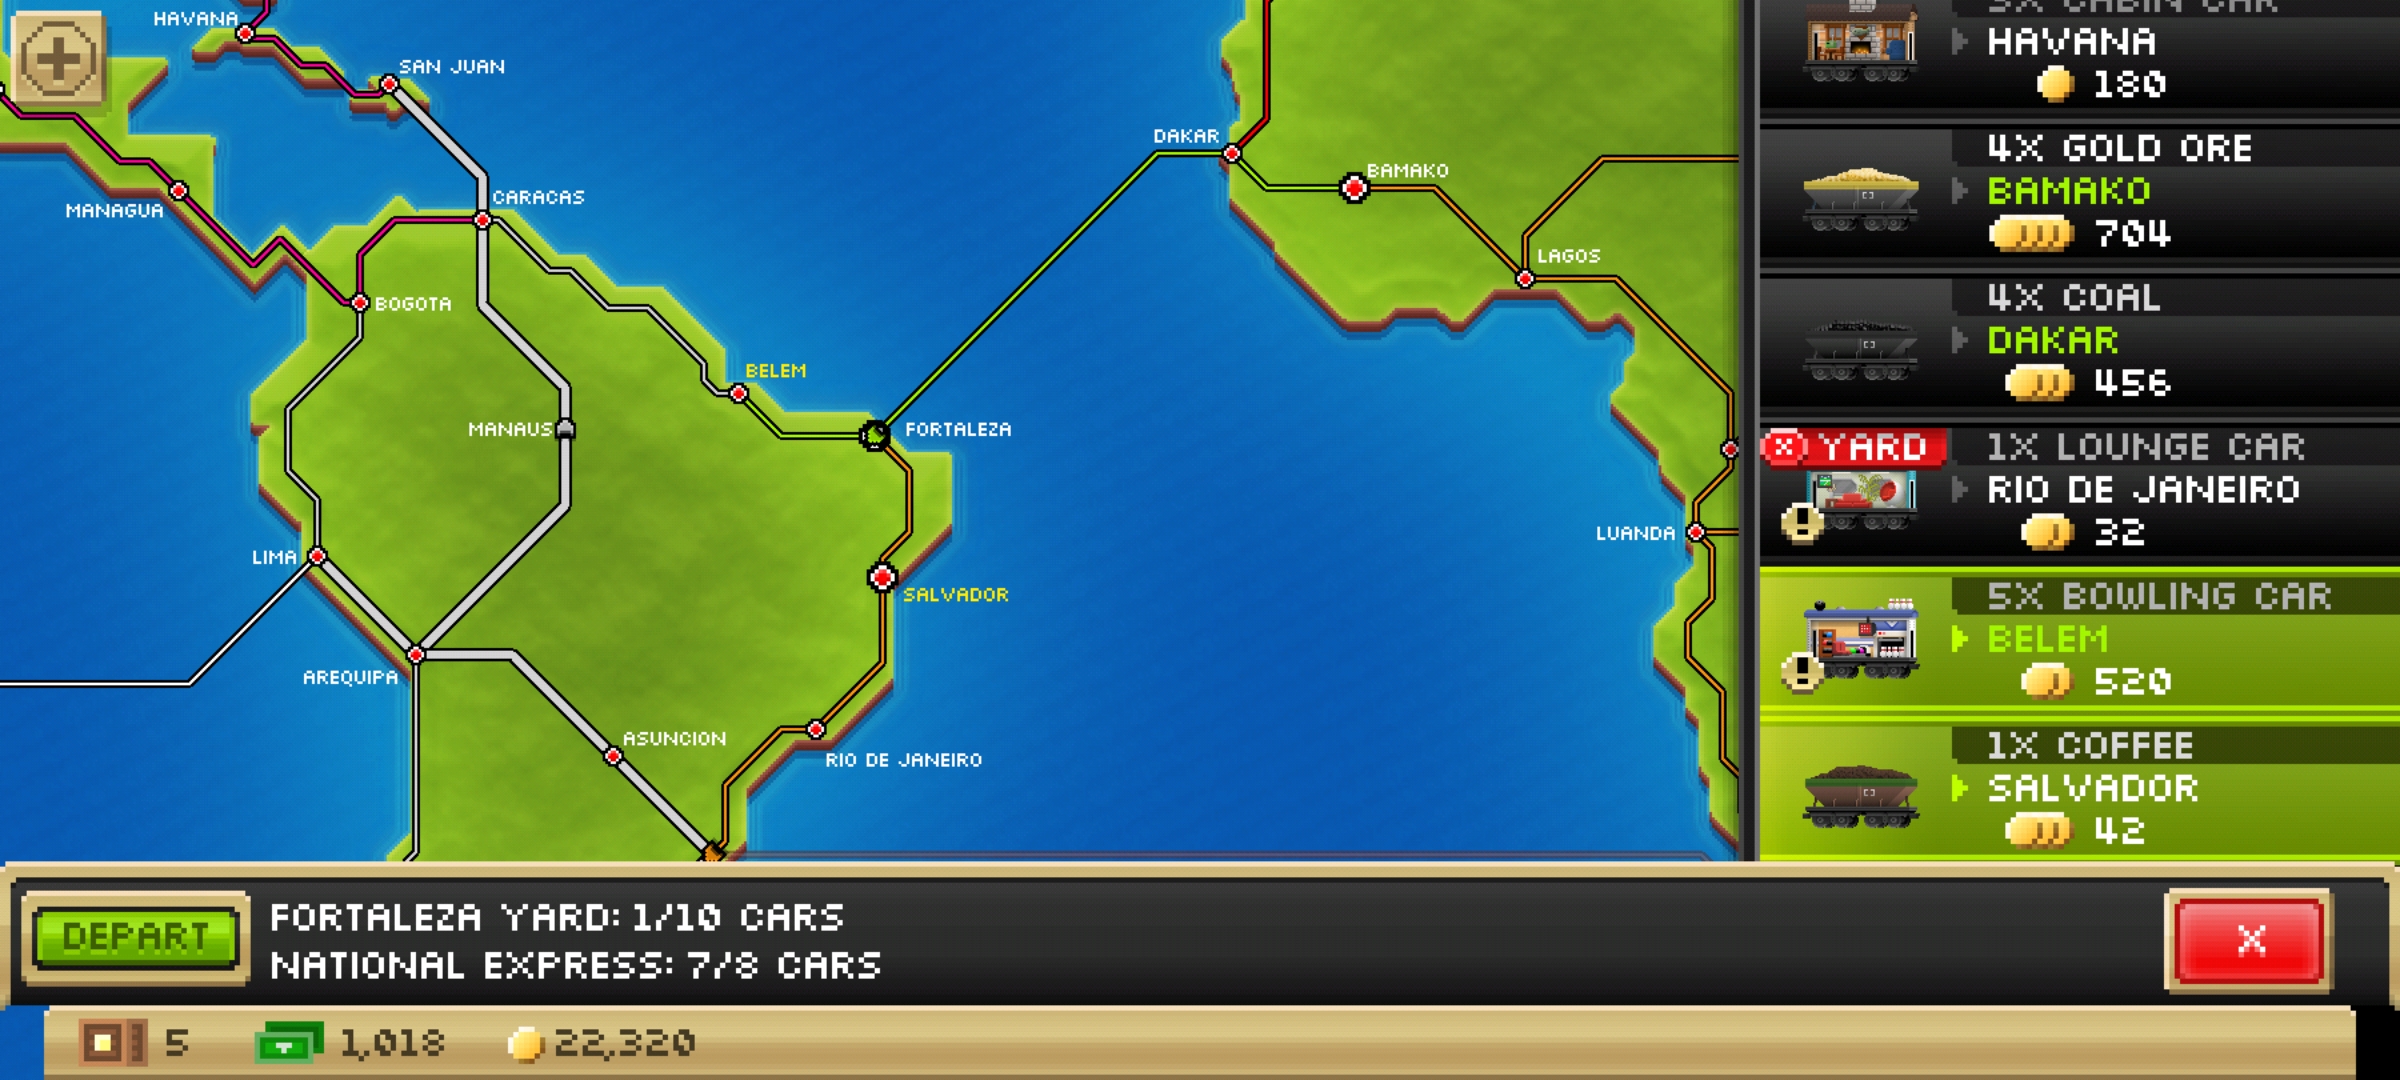 HAVANA
SAN JUAN
CARACAS
MANAGUA
BOGOTA
BELEM
MANAUS
FORTALEZA
LIMA
SALVADOR
AREQUIPA
ASUNCION
RIO DE JANEIRO
DAKAR
BAMAKO
LAGOS
LUANDA
3X CABIN CAR
HAVANA
180
4X GOLD ORE
BAMAKO
704
4X COAL
DAKAR
456
YARD
1X LOUNGE CAR
RIO DE JANEIRO
32
5X BOWLING CAR
BELEM
520
1X COFFEE
SALVADOR
42
DEPART
FORTALEZA YARD: 1/10 CARS
NATIONAL EXPRESS: 7/8 CARS
X
5
1,018
22,320